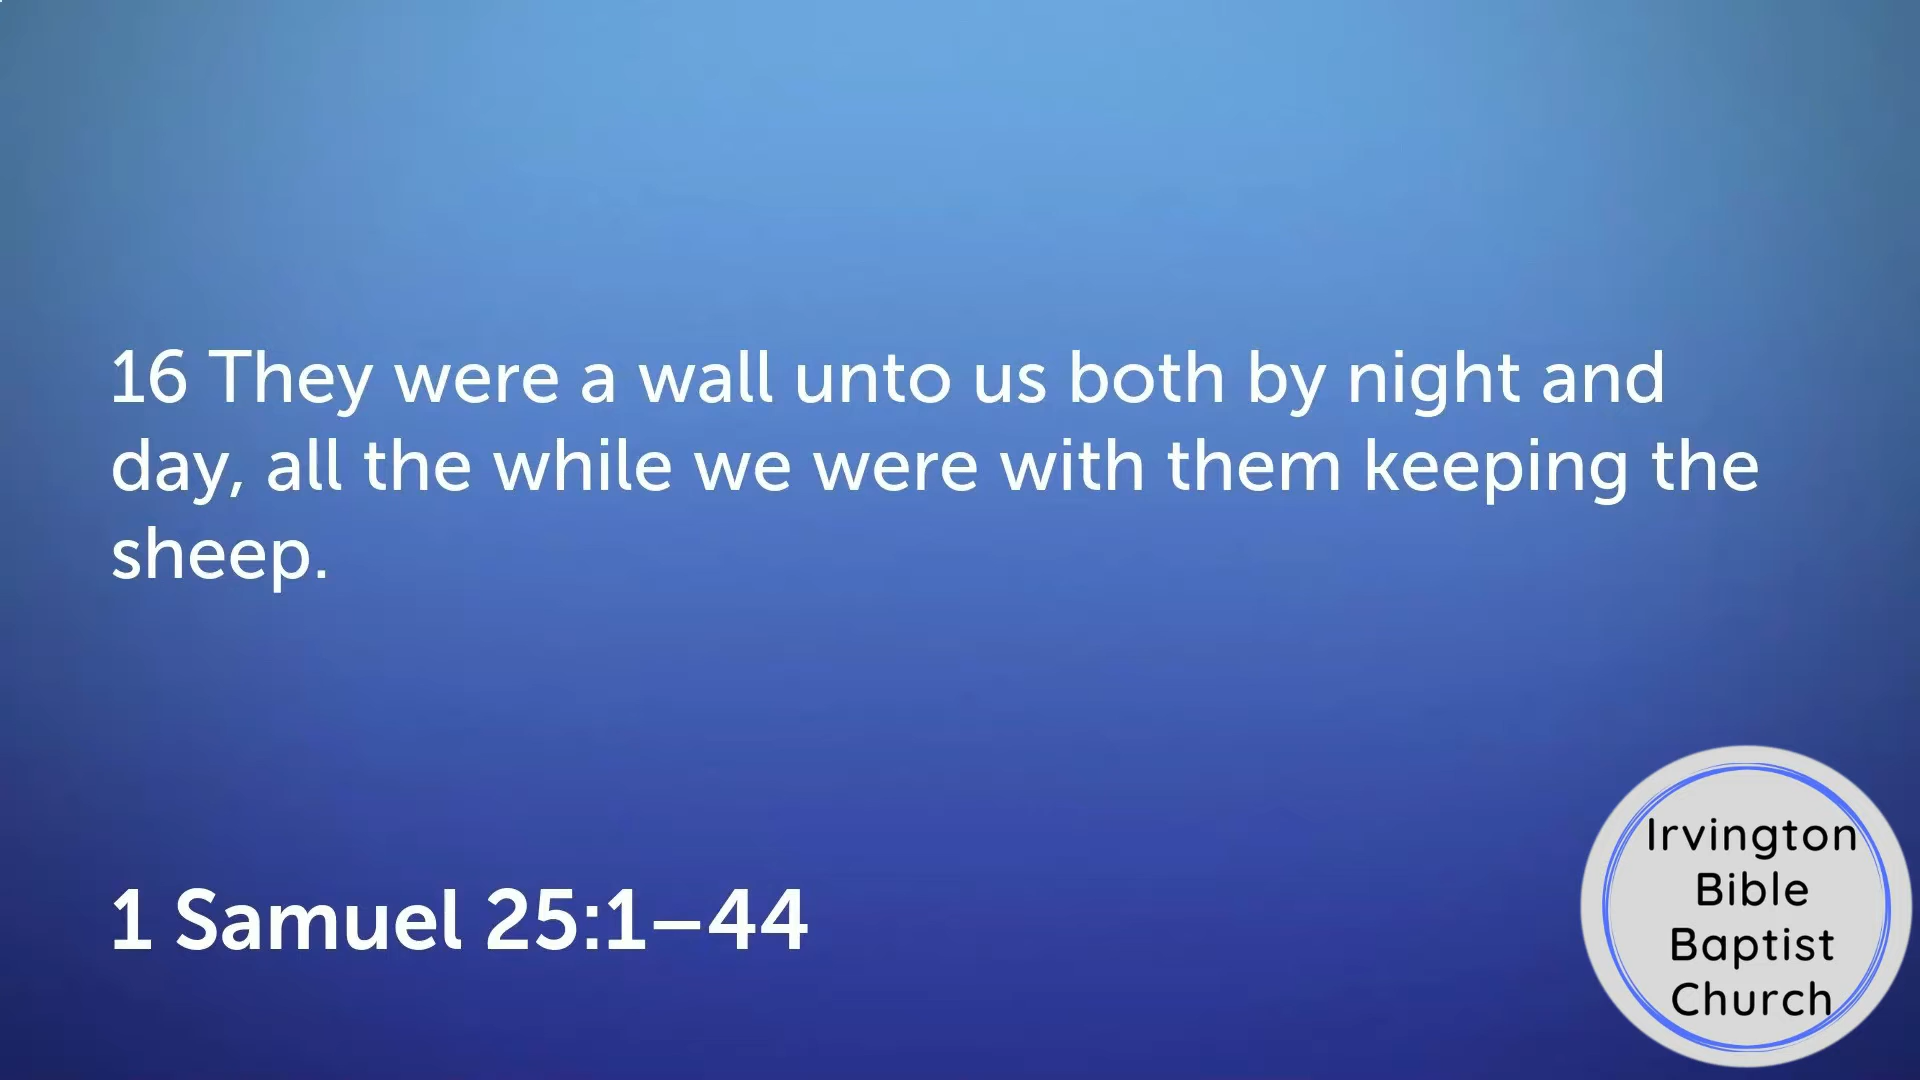 16 They were a wall unto us both by night and
day, all the while we were with them keeping the
sheep.
1 Samuel 25:1–44
Irvington
Bible
Baptist
Church